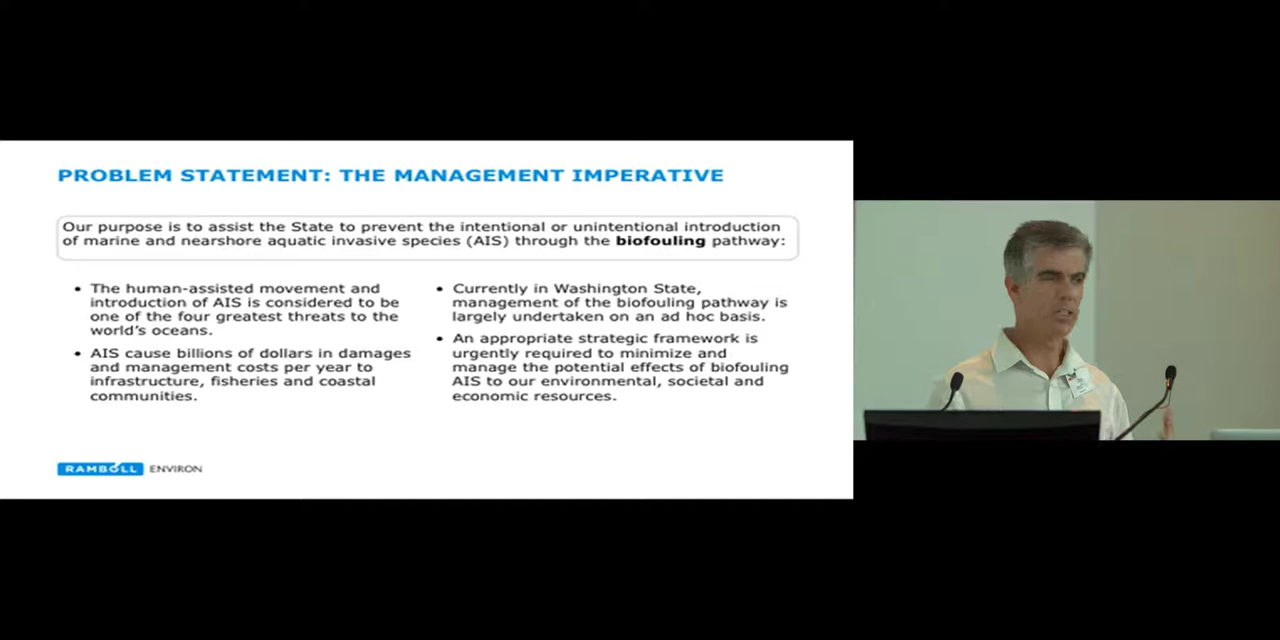 PROBLEM STATEMENT: THE MANAGEMENT IMPERATIVE
Our purpose is to assist the State to prevent the intentional or unintentional introduction
of marine and nearshore aquatic invasive species (AIS) through the biofouling pathway:
• The human-assisted movement and
introduction of AIS is considered to be
one of the four greatest threats to the
world's oceans.
• AIS cause billions of dollars in damages
and management costs per year to
infrastructure, fisheries and coastal
communities.
• Currently in Washington State,
management of the biofouling pathway is
largely undertaken on an ad hoc basis.
• An appropriate strategic framework is
urgently required to minimize and
manage the potential effects of biofouling
AIS to our environmental, societal and
economic resources.
RAMBOLL ENVIRON